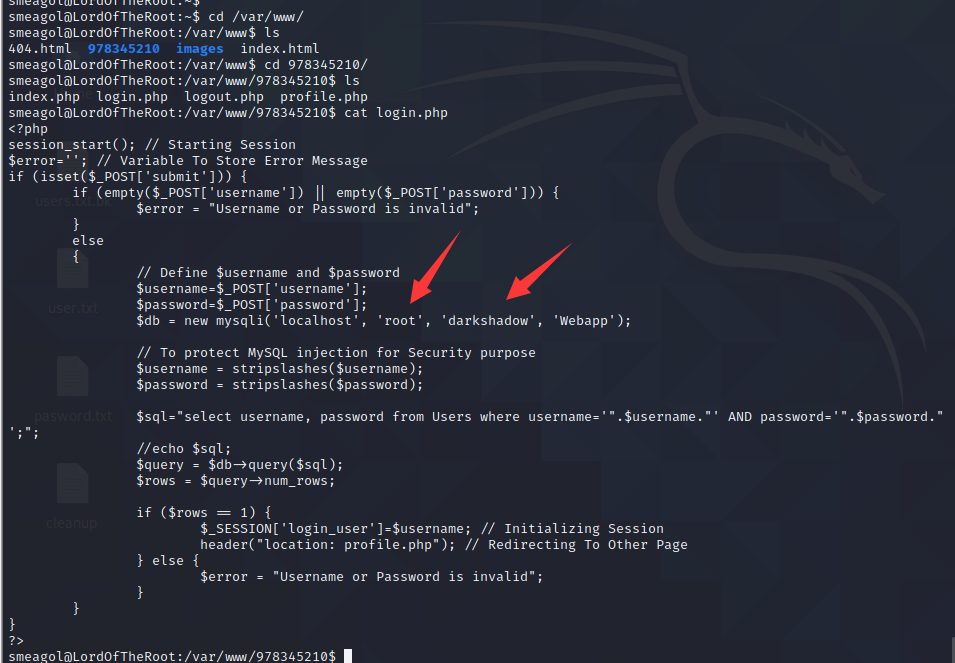 smeagol@LordOfTheRoot:~$
smeagol@LordOfTheRoot:~$ cd /var/www/
smeagol@LordOfTheRoot:/var/www$ ls
404.html  978345210  images  index.html
smeagol@LordOfTheRoot:/var/www$ cd 978345210/
smeagol@LordOfTheRoot:/var/www/978345210$ ls
index.php  login.php  logout.php  profile.php
smeagol@LordOfTheRoot:/var/www/978345210$ cat login.php
<?php
session_start(); // Starting Session
$error=''; // Variable To Store Error Message
if (isset($_POST['submit'])) {
        if (empty($_POST['username']) || empty($_POST['password'])) {
                $error = "Username or Password is invalid";
        }
        else
        {
                // Define $username and $password
                $username=$_POST['username'];
                $password=$_POST['password'];
                $db = new mysqli('localhost', 'root', 'darkshadow', 'Webapp');

                // To protect MySQL injection for Security purpose
                $username = stripslashes($username);
                $password = stripslashes($password);

                $sql="select username, password from Users where username='".$username."' AND password='".$password."
';";
                //echo $sql;
                $query = $db->query($sql);
                $rows = $query->num_rows;

                if ($rows == 1) {
                        $_SESSION['login_user']=$username; // Initializing Session
                        header("location: profile.php"); // Redirecting To Other Page
                } else {
                        $error = "Username or Password is invalid";
                }
        }
}
?>
smeagol@LordOfTheRoot:/var/www/978345210$
user.txt
pasword.txt
cleanup